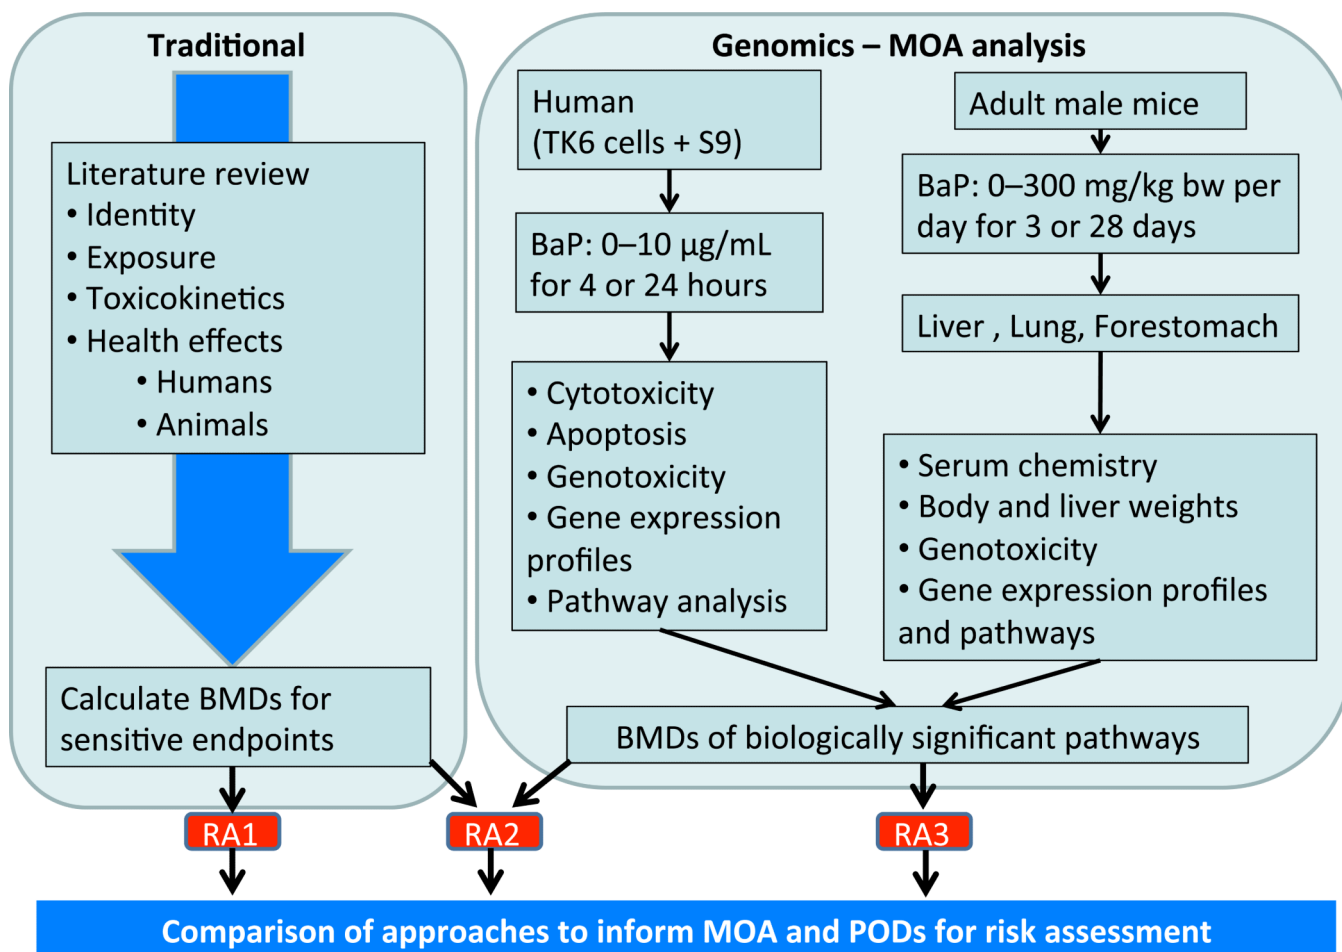 Traditional
Literature review
• Identity
• Exposure
• Toxicokinetics
• Health effects
• Humans
• Animals
Calculate BMDs for
sensitive endpoints
Genomics – MOA analysis
Human
(TK6 cells + S9)
BaP: 0–10 µg/mL
for 4 or 24 hours
• Cytotoxicity
• Apoptosis
• Genotoxicity
• Gene expression
profiles
• Pathway analysis
Adult male mice
BaP: 0–300 mg/kg bw per
day for 3 or 28 days
Liver , Lung, Forestomach
• Serum chemistry
• Body and liver weights
• Genotoxicity
• Gene expression profiles
and pathways
BMDs of biologically significant pathways
RA1
RA2
RA3
Comparison of approaches to inform MOA and PODs for risk assessment